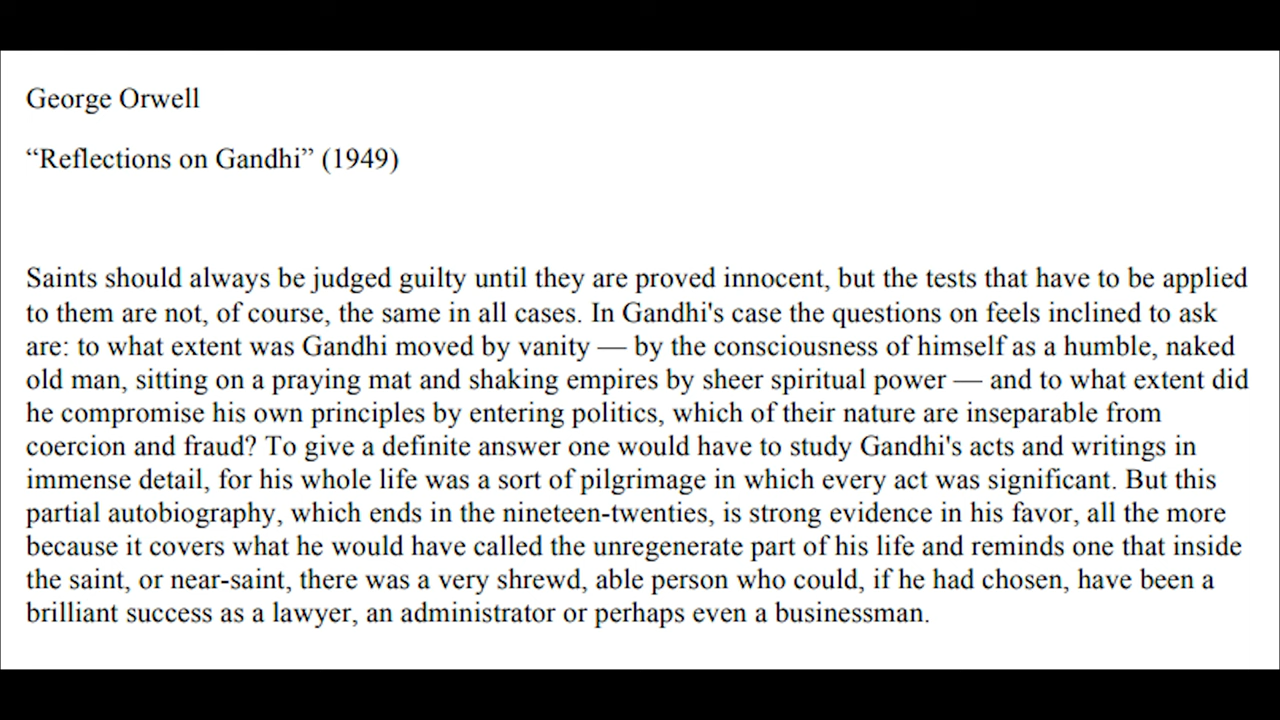 George Orwell
“Reflections on Gandhi” (1949)
Saints should always be judged guilty until they are proved innocent, but the tests that have to be applied
to them are not, of course, the same in all cases. In Gandhi's case the questions on feels inclined to ask
are: to what extent was Gandhi moved by vanity — by the consciousness of himself as a humble, naked
old man, sitting on a praying mat and shaking empires by sheer spiritual power — and to what extent did
he compromise his own principles by entering politics, which of their nature are inseparable from
coercion and fraud? To give a definite answer one would have to study Gandhi's acts and writings in
immense detail, for his whole life was a sort of pilgrimage in which every act was significant. But this
partial autobiography, which ends in the nineteen-twenties, is strong evidence in his favor, all the more
because it covers what he would have called the unregenerate part of his life and reminds one that inside
the saint, or near-saint, there was a very shrewd, able person who could, if he had chosen, have been a
brilliant success as a lawyer, an administrator or perhaps even a businessman.